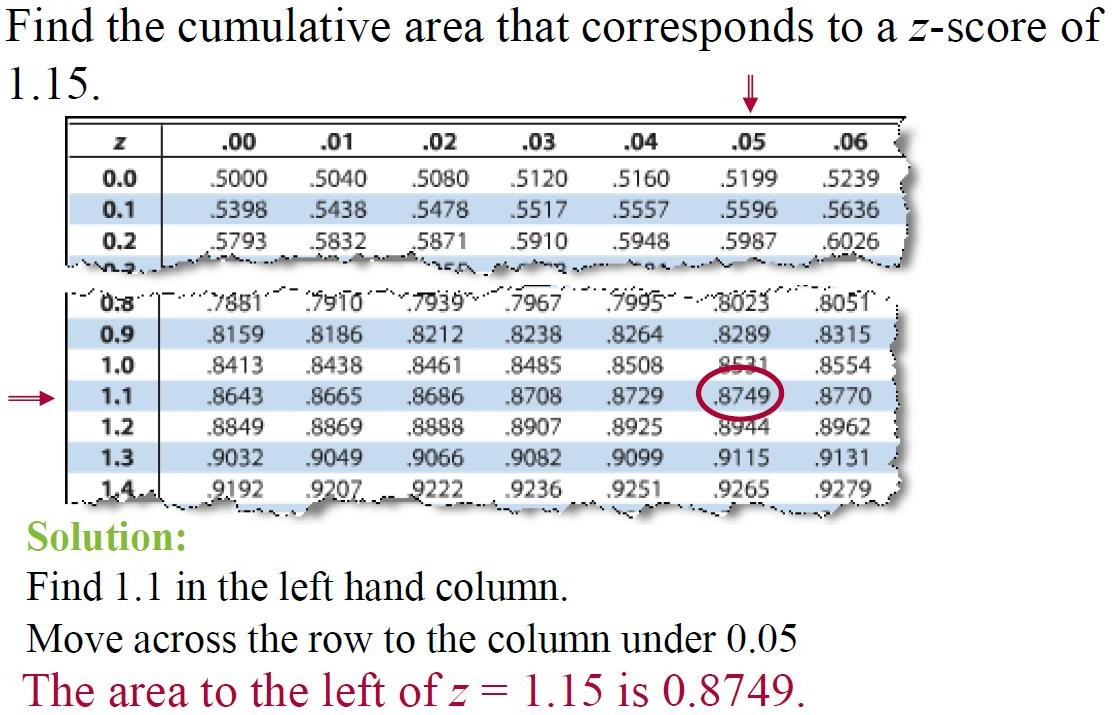 Find the cumulative area that corresponds to a z-score of
1.15.
z .00 .01 .02 .03 .04 .05 .06
0.0 .5000 .5040 .5080 .5120 .5160 .5199 .5239
0.1 .5398 .5438 .5478 .5517 .5557 .5596 .5636
0.2 .5793 .5832 .5871 .5910 .5948 .5987 .6026
0.8 .7881 .7910 .7939 .7967 .7995 .8023 .8051
0.9 .8159 .8186 .8212 .8238 .8264 .8289 .8315
1.0 .8413 .8438 .8461 .8485 .8508 .8531 .8554
1.1 .8643 .8665 .8686 .8708 .8729 .8749 .8770
1.2 .8849 .8869 .8888 .8907 .8925 .8944 .8962
1.3 .9032 .9049 .9066 .9082 .9099 .9115 .9131
1.4 .9192 .9207 .9222 .9236 .9251 .9265 .9279
Solution:
Find 1.1 in the left hand column.
Move across the row to the column under 0.05
The area to the left of z = 1.15 is 0.8749.